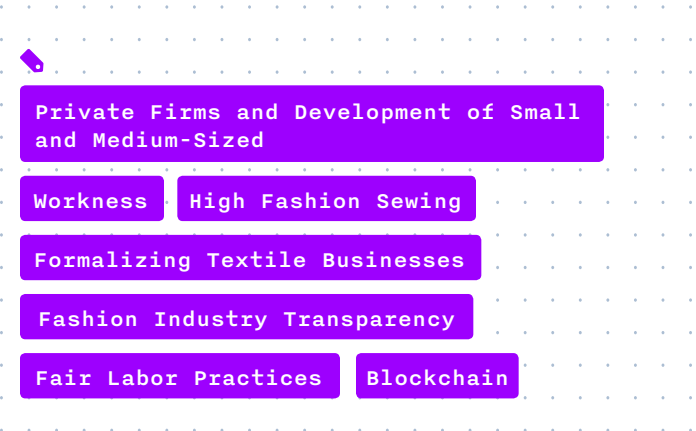 Private Firms and Development of Small
and Medium-Sized
Workness
High Fashion Sewing
Formalizing Textile Businesses
Fashion Industry Transparency
Fair Labor Practices
Blockchain